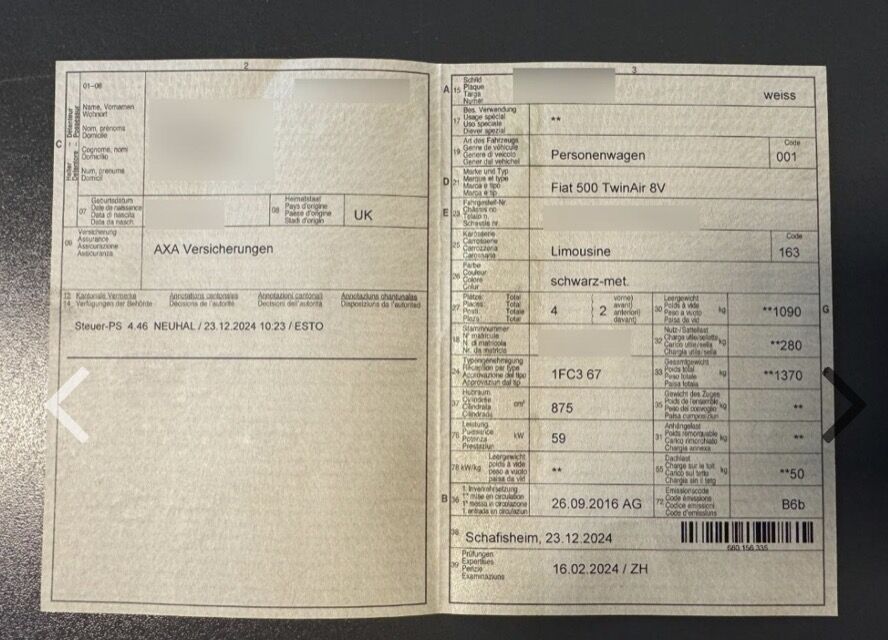 2
01-06
Name, Vornamen
Wohnort
Nom, prénoms
Domicile
Cognome, nomi
Domicilio
Num, prenums
Domicil
C
07
Geburtsdatum
Date de naissance
Data di nascita
Data da nasch.
08
Heimatstaat
Pays d'origine
Paese d'origine
Stadi d'origin
UK
09
Versicherung
Assurance
Assicurazione
Assicuranza
AXA Versicherungen
13
14
Kantonale Vermerke
Verfügungen der Behörde
Annotations cantonales
Décisions de l'autorité
Annotazioni cantonali
Decisioni dell'autorità
Annotaziuns chantunalas
Disposiziuns da l'autoritad
Steuer-PS 4.46 NEUHAL / 23.12.2024 10:23 / ESTO
3
A 15
Schild
Plaque
Targa
Numer
weiss
17
Bes. Verwendung
Usage spécial
Uso speciale
Diever spezial
**
19
Art des Fahrzeugs
Genre de véhicule
Genere di veicolo
Gener dal vehichel
Personenwagen
Code
001
D 21
Marke und Typ
Marque et type
Marca e tipo
Marca e tip
Fiat 500 TwinAir 8V
E 23
Fahrgestell-Nr.
Châssis no
Telaio n.
Schassis nr.
25
Karosserie
Carrosserie
Carrozzeria
Carossaria
Limousine
Code
163
26
Farbe
Couleur
Colore
Colur
schwarz-met.
27
Plätze: Total
Places: Total
Posti: Totale
Plazs: Total
4
2
vorne)
avant)
anteriori)
davant)
30
Leergewicht
Poids à vide
Peso a vuoto
Paisa da vid
kg
**1090
G
18
Stammnummer
N° matricule
N. di matricola
Nr. da matricla
32
Nutz-/Sattellast
Charge utile/sellette
Carico utile/sella
Chargia utila/sella
kg
**280
24
Typengenehmigung
Réception par type
Approvazione del tipo
Approvaziun dal tip
1FC3 67
33
Gesamtgewicht
Poids total
Peso totale
Paisa totala
kg
**1370
37
Hubraum
Cylindrée
Cilindrata
Cilindrada
cm³
875
35
Gewicht des Zuges
Poids de l'ensemble
Peso del convoglio
Paisa cumposiziun
kg
**
76
Leistung
Puissance
Potenza
Prestaziun
kW
59
31
Anhängelast
Poids remorquable
Carico rimorchiato
Chargia annexa
kg
**
78 kW/kg
Leergewicht
poids à vide
peso a vuoto
paisa da vid
**
55
Dachlast
Charge sur le toit
Carico sul tetto
Chargia sin il tetg
kg
**50
B 36
1. Inverkehrsetzung
1re mise en circulation
1a messa in circolazione
1. entrada en circulaziun
26.09.2016 AG
72
Emissionscode
Code émissions
Codice emissioni
Code d'emissiuns
B6b
38
Schafisheim, 23.12.2024
660.156.335
39
Prüfungen
Expertises
Perizie
Examinaziuns
16.02.2024 / ZH